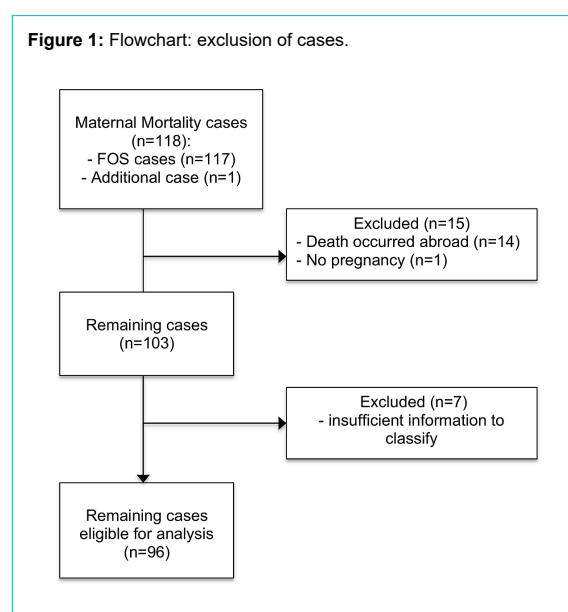 Figure 1: Flowchart: exclusion of cases.
Maternal Mortality cases
(n=118):
- FOS cases (n=117)
- Additional case (n=1)
Excluded (n=15)
- Death occurred abroad (n=14)
- No pregnancy (n=1)
Remaining cases
(n=103)
Excluded (n=7)
- insufficient information to
classify
Remaining cases
eligible for analysis
(n=96)